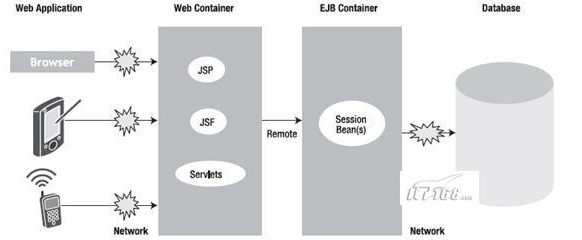 Web Application
Web Container
EJB Container
Database
Browser
JSP
JSF
Servlets
Remote
Session
Bean(s)
Network
Network
IT168.com